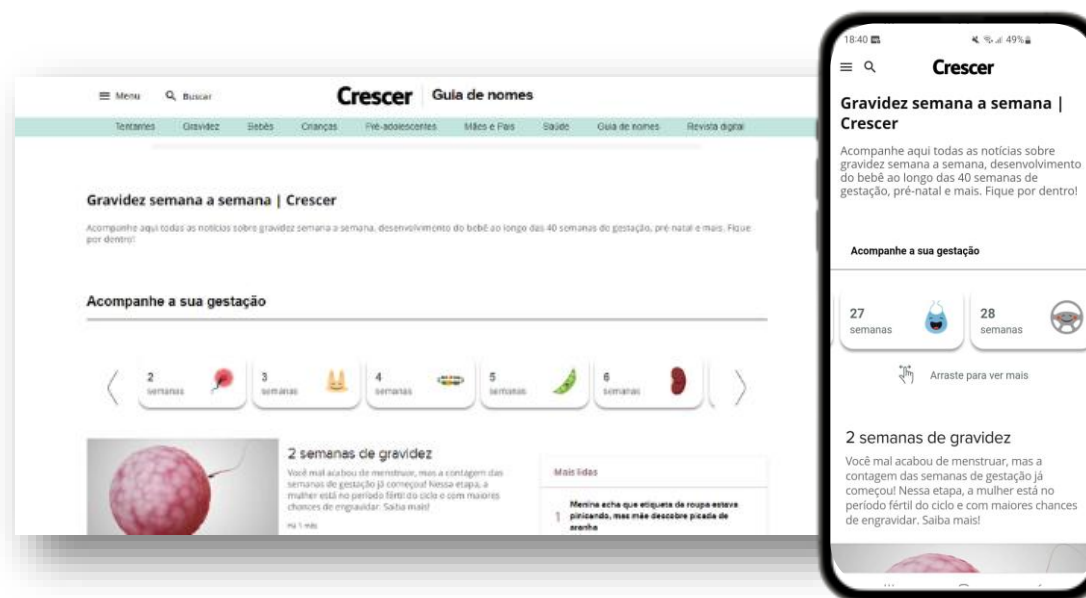 Menu
Buscar
Crescer
Guia de nomes
Tentantes Gravidez Bebês Crianças Pré-adolescentes Mães e Pais Saúde Guia de nomes Revista digital
Gravidez semana a semana | Crescer
Acompanhe aqui todas as notícias sobre gravidez semana a semana, desenvolvimento do bebê ao longo das 40 semanas de gestação, pré-natal e mais. Fique
por dentro!
Acompanhe a sua gestação
2
semanas
3
semanas
4
semanas
5
semanas
6
semanas
2 semanas de gravidez
Você mal acabou de menstruar, mas a contagem das
semanas de gestação já começou! Nessa etapa, a
mulher está no período fértil do ciclo e com maiores
chances de engravidar. Saiba mais!
Há 1 mês
Mais lidas
1
Menina acha que etiqueta da roupa estava
pinicando, mas mãe descobre picada de
aranha
18:40
49%
Crescer
Gravidez semana a semana |
Crescer
Acompanhe aqui todas as notícias sobre
gravidez semana a semana, desenvolvimento
do bebê ao longo das 40 semanas de
gestação, pré-natal e mais. Fique por dentro!
Acompanhe a sua gestação
27
semanas
28
semanas
Arraste para ver mais
2 semanas de gravidez
Você mal acabou de menstruar, mas a
contagem das semanas de gestação já
começou! Nessa etapa, a mulher está no
período fértil do ciclo e com maiores chances
de engravidar. Saiba mais!